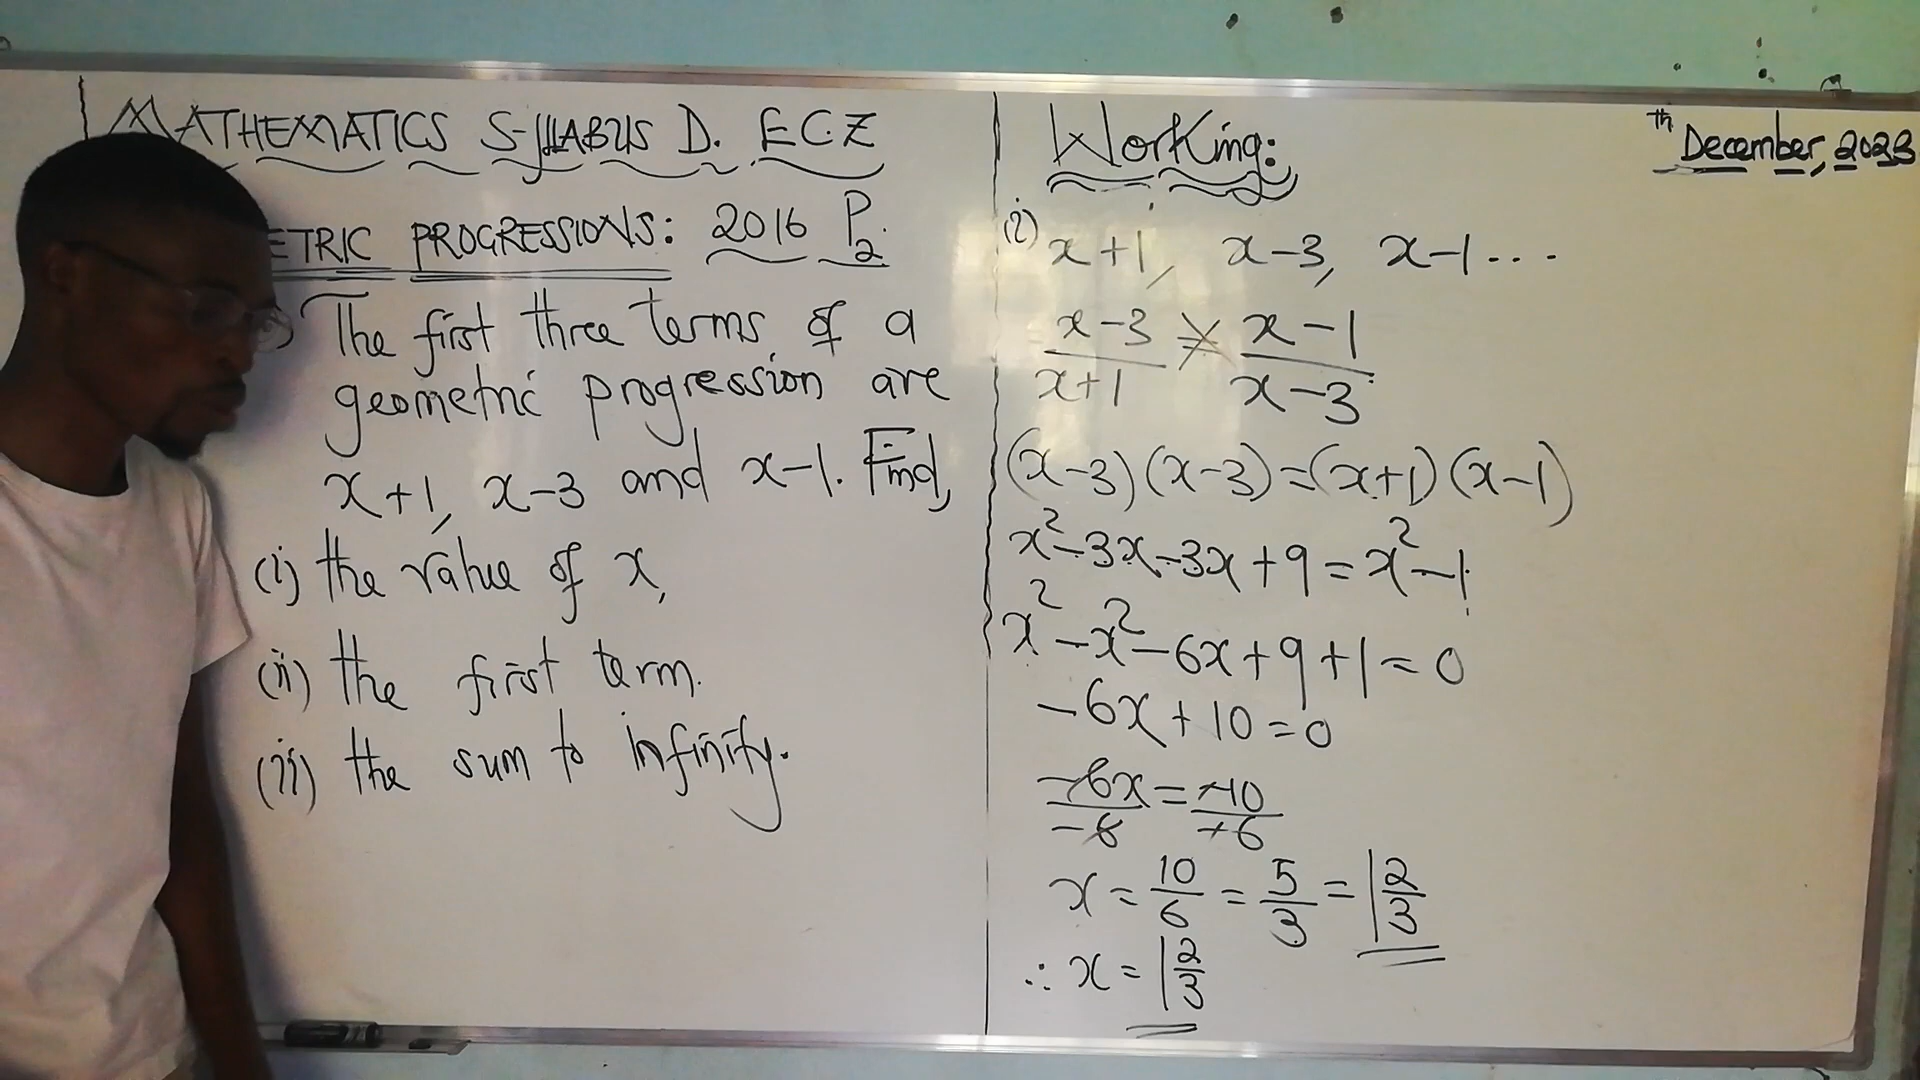 MATHEMATICS SYLLABUS D. ECZ
ETRIC PROGRESSIONS: 2016 P2.
The first three terms of a
geometric progression are
x+1, x-3 and x-1. Find,
(i) the value of x,
(ii) the first term.
(iii) the sum to infinity.
Working:
(i) x+1, x-3, x-1...
x-3/x+1 = x-1/x-3
(x-3)(x-3)=(x+1)(x-1)
x²-3x-3x+9=x²-1
x²-x²-6x+9+1=0
-6x+10=0
-6x/-6=-10/-6
x=10/6=5/3=1 2/3
∴ x=1 2/3
th December, 2023